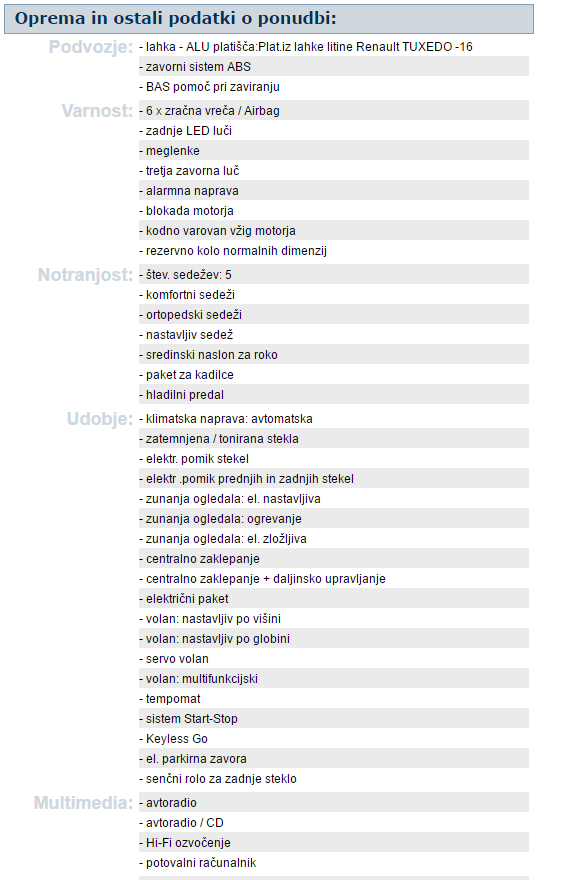 Oprema in ostali podatki o ponudbi:
Podvozje: - lahka - ALU platišča:Plat.iz lahke litine Renault TUXEDO -16
- zavorni sistem ABS
- BAS pomoč pri zaviranju
Varnost: - 6 x zračna vreča / Airbag
- zadnje LED luči
- meglenke
- tretja zavorna luč
- alarmna naprava
- blokada motorja
- kodno varovan vžig motorja
- rezervno kolo normalnih dimenzij
Notranjost: - štev. sedežev: 5
- komfortni sedeži
- ortopedski sedeži
- nastavljiv sedež
- sredinski naslon za roko
- paket za kadilce
- hladilni predal
Udobje: - klimatska naprava: avtomatska
- zatemnjena / tonirana stekla
- elektr. pomik stekel
- elektr .pomik prednjih in zadnjih stekel
- zunanja ogledala: el. nastavljiva
- zunanja ogledala: ogrevanje
- zunanja ogledala: el. zložljiva
- centralno zaklepanje
- centralno zaklepanje + daljinsko upravljanje
- električni paket
- volan: nastavljiv po višini
- volan: nastavljiv po globini
- servo volan
- volan: multifunkcijski
- tempomat
- sistem Start-Stop
- Keyless Go
- el. parkirna zavora
- senčni rolo za zadnje steklo
Multimedia: - avtoradio
- avtoradio / CD
- Hi-Fi ozvočenje
- potovalni računalnik